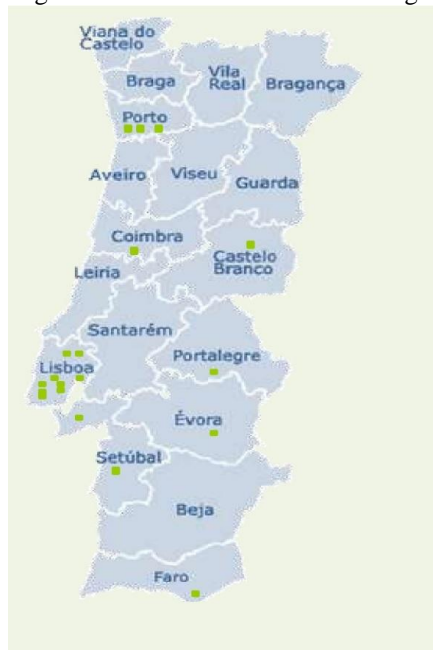 Viana do
Castelo
Braga
Vila
Real
Bragança
Porto
Aveiro
Viseu
Guarda
Coimbra
Castelo
Branco
Leiria
Santarém
Portalegre
Lisboa
Évora
Setúbal
Beja
Faro